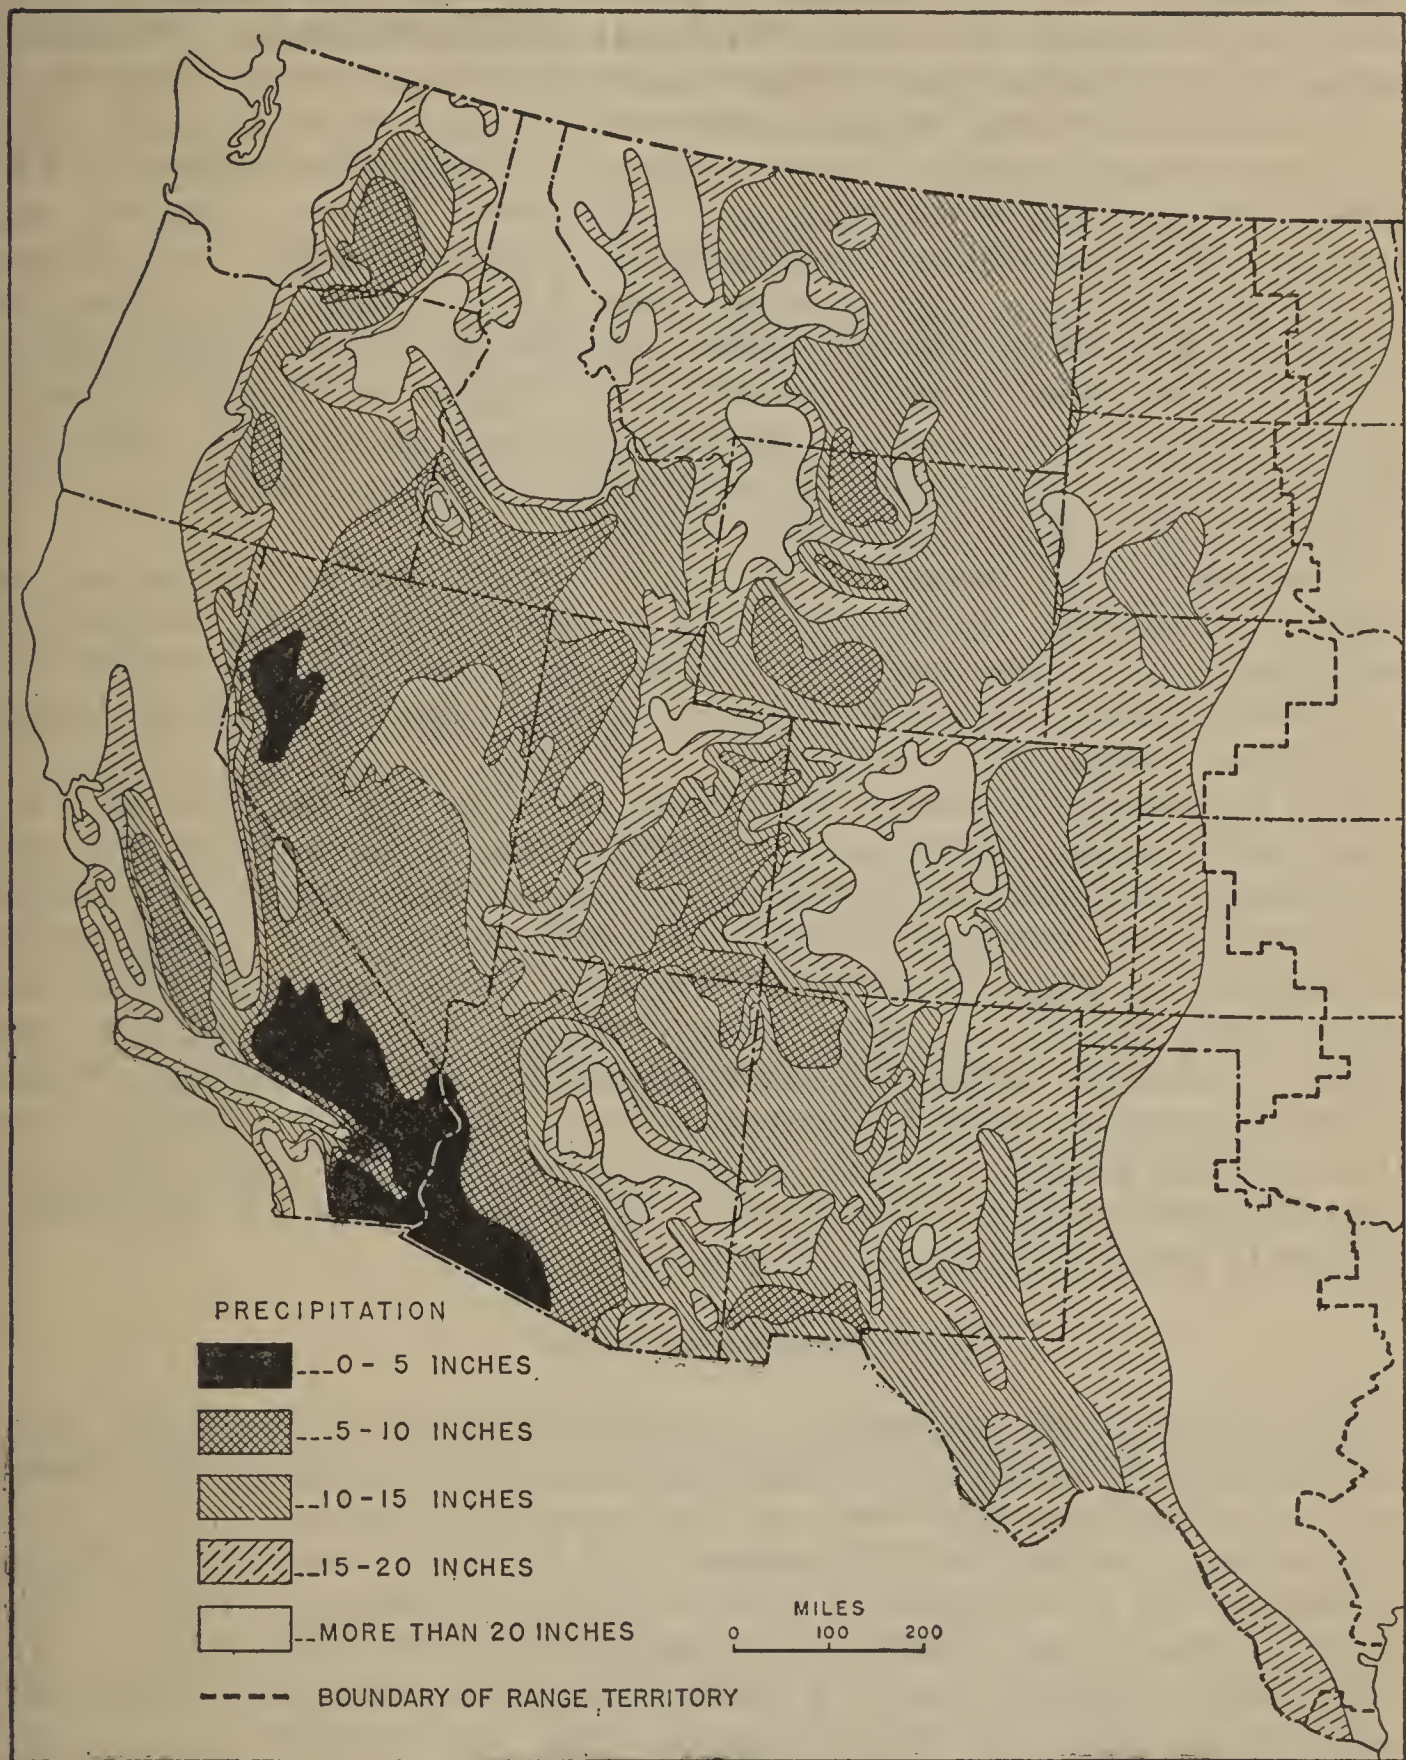 PRECIPITATION
0 - 5 INCHES
5 - 10 INCHES
10 - 15 INCHES
15 - 20 INCHES
MORE THAN 20 INCHES
BOUNDARY OF RANGE TERRITORY
MILES
0 100 200